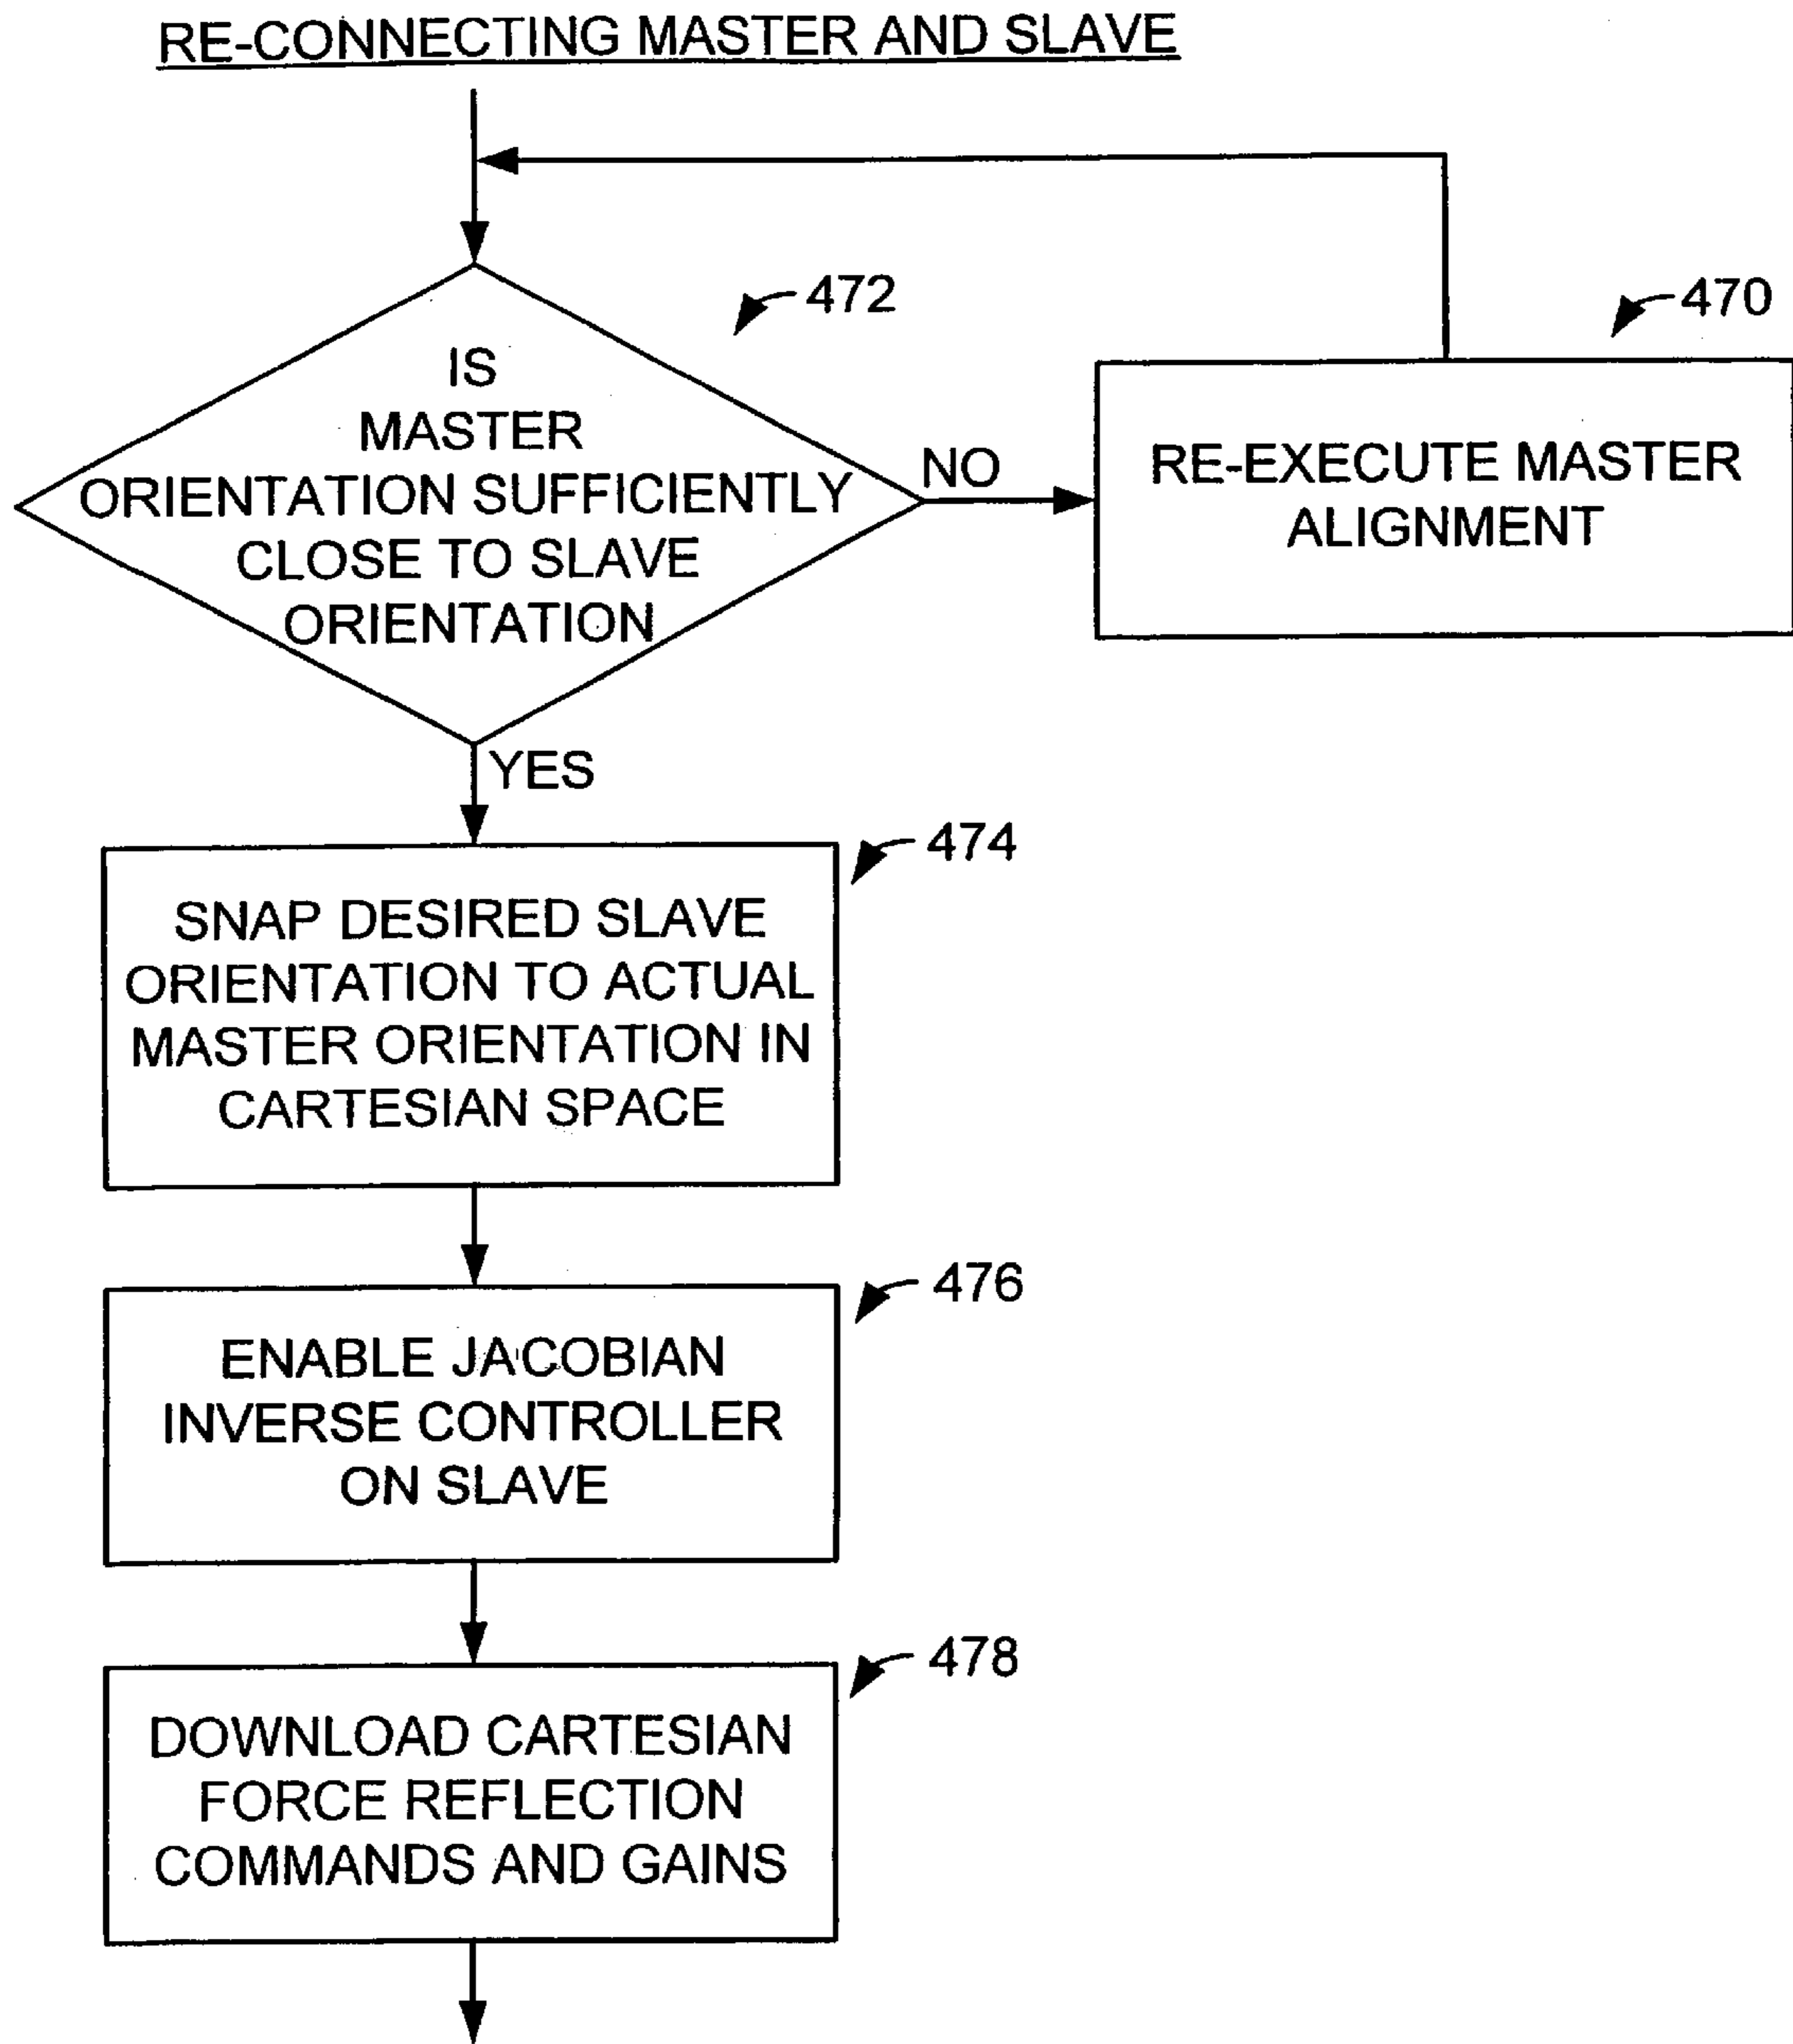 RE-CONNECTING MASTER AND SLAVE
472
IS
MASTER
ORIENTATION SUFFICIENTLY
CLOSE TO SLAVE
ORIENTATION
NO
470
RE-EXECUTE MASTER
ALIGNMENT
YES
474
SNAP DESIRED SLAVE
ORIENTATION TO ACTUAL
MASTER ORIENTATION IN
CARTESIAN SPACE
476
ENABLE JACOBIAN
INVERSE CONTROLLER
ON SLAVE
478
DOWNLOAD CARTESIAN
FORCE REFLECTION
COMMANDS AND GAINS